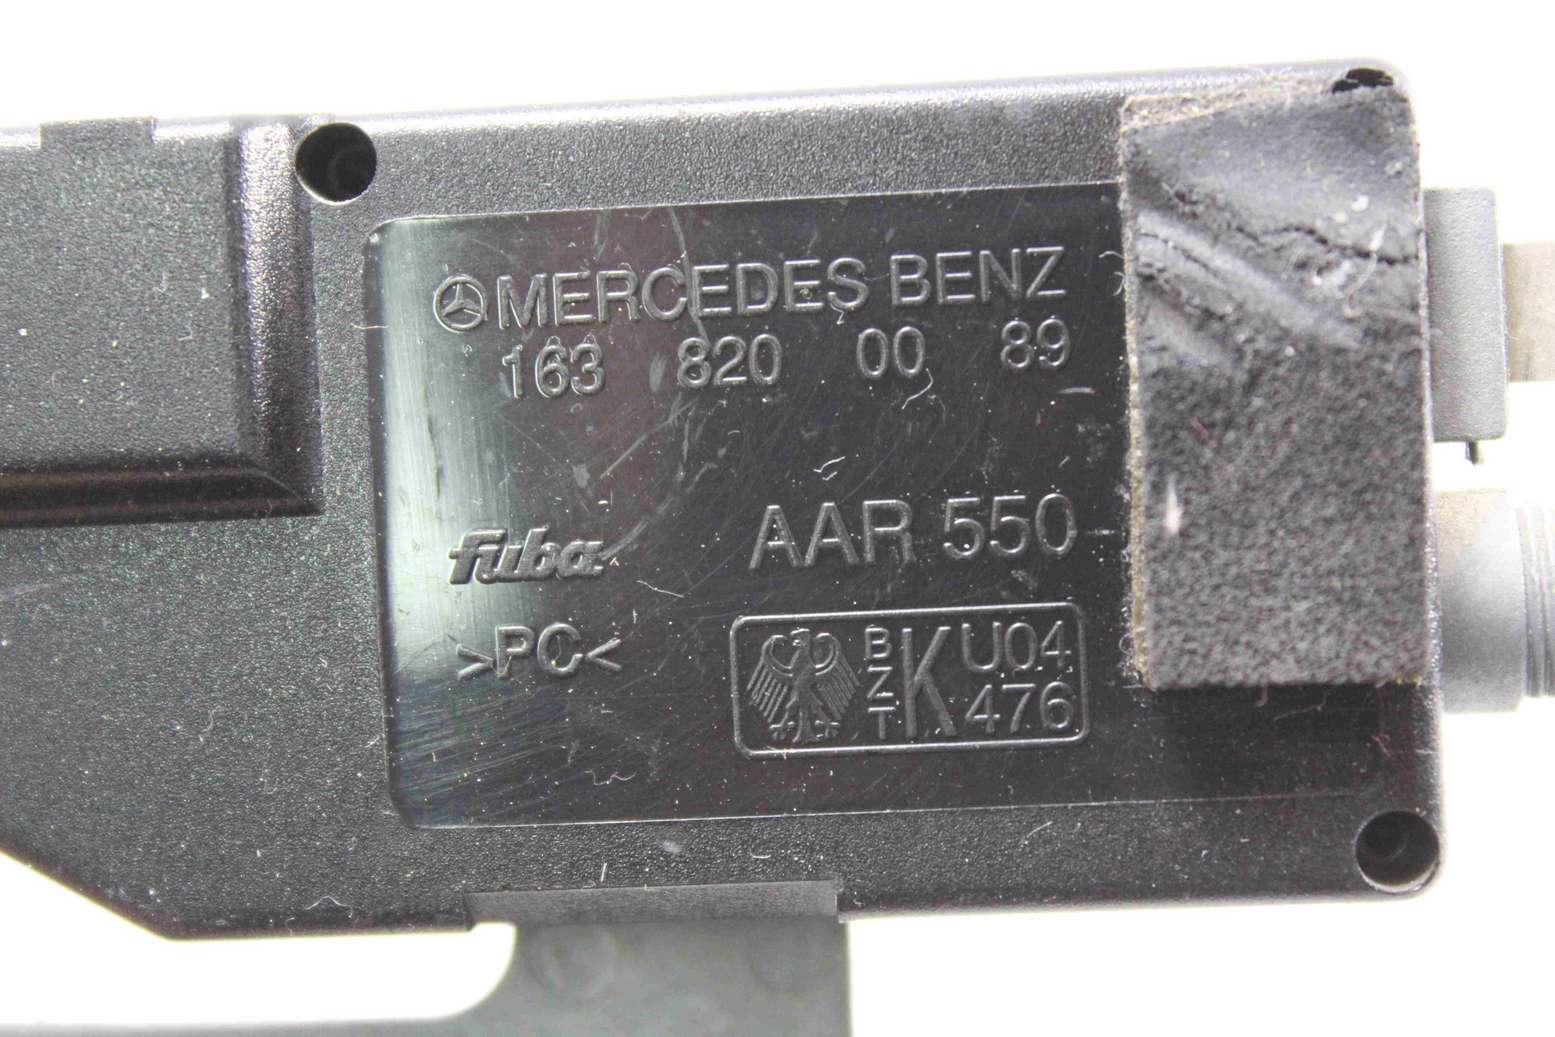 MERCEDES BENZ
163 820 00 89
fuba AAR 550
>PC<
BZT K U04 476